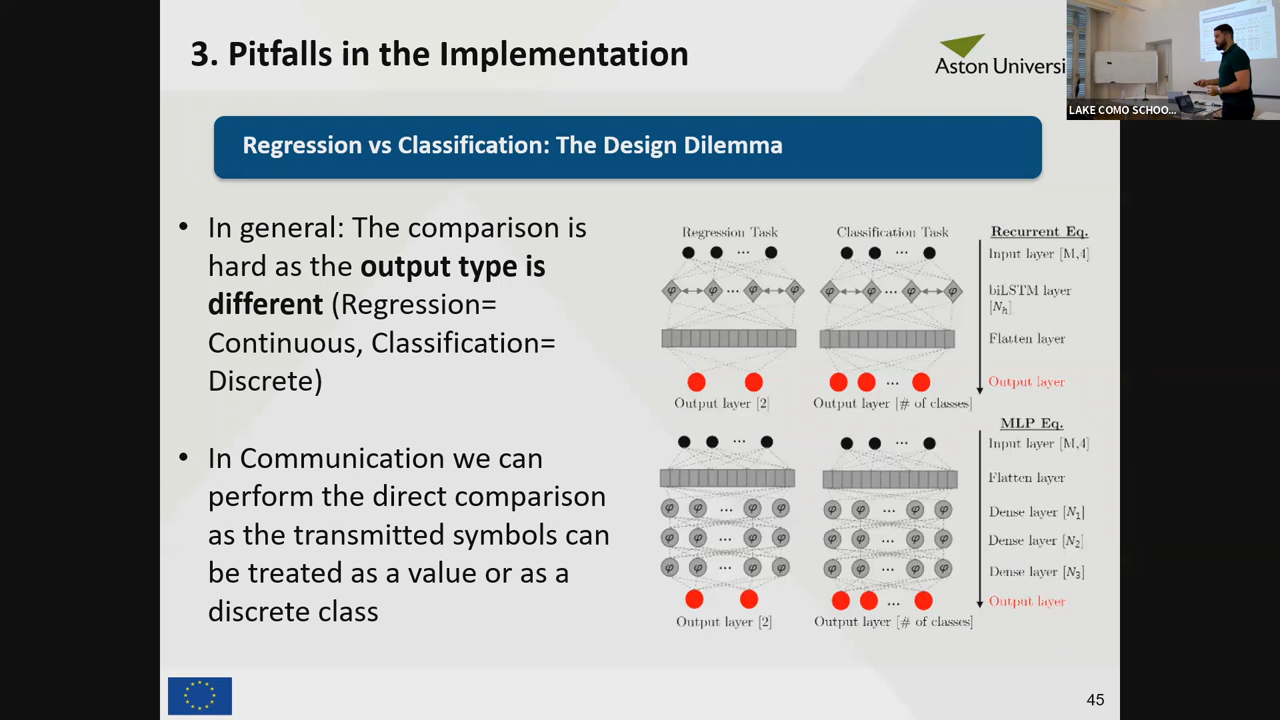 3. Pitfalls in the Implementation
Aston Universi
LAKE COMO SCHOO...
Regression vs Classification: The Design Dilemma
• In general: The comparison is
hard as the output type is
different (Regression=
Continuous, Classification=
Discrete)
• In Communication we can
perform the direct comparison
as the transmitted symbols can
be treated as a value or as a
discrete class
Regression Task
Classification Task
Recurrent Eq.
...
...
Input layer [M,4]
φ φ ... φ φ
φ φ ... φ φ
biLSTM layer
[Nₕ]
Flatten layer
...
Output layer
Output layer [2]
Output layer [# of classes]
MLP Eq.
...
...
Input layer [M,4]
Flatten layer
φ φ ... φ φ
φ φ ... φ φ
Dense layer [N₁]
φ φ ... φ φ
φ φ ... φ φ
Dense layer [N₂]
φ φ ... φ φ
φ φ ... φ φ
Dense layer [N₃]
...
Output layer
Output layer [2]
Output layer [# of classes]
45